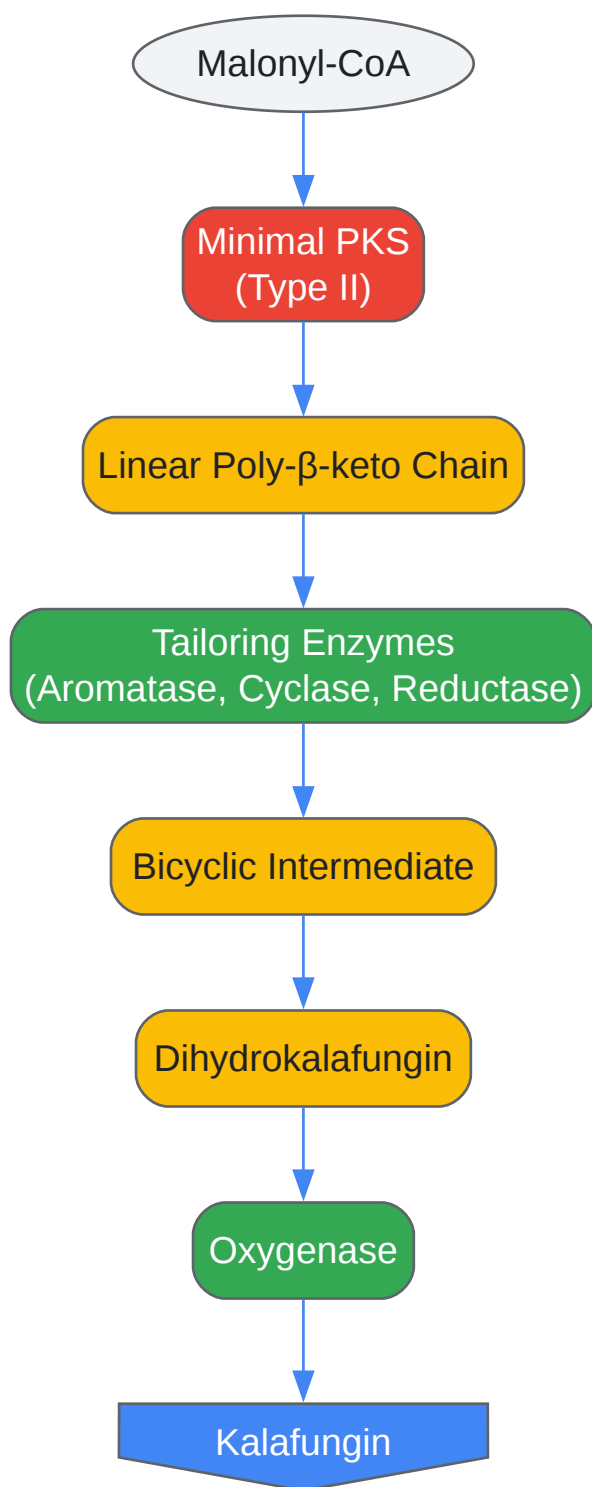 Malonyl-CoA
Minimal PKS
(Type II)
Linear Poly-β-keto Chain
Tailoring Enzymes
(Aromatase, Cyclase, Reductase)
Bicyclic Intermediate
Dihydrokalafungin
Oxygenase
Kalafungin